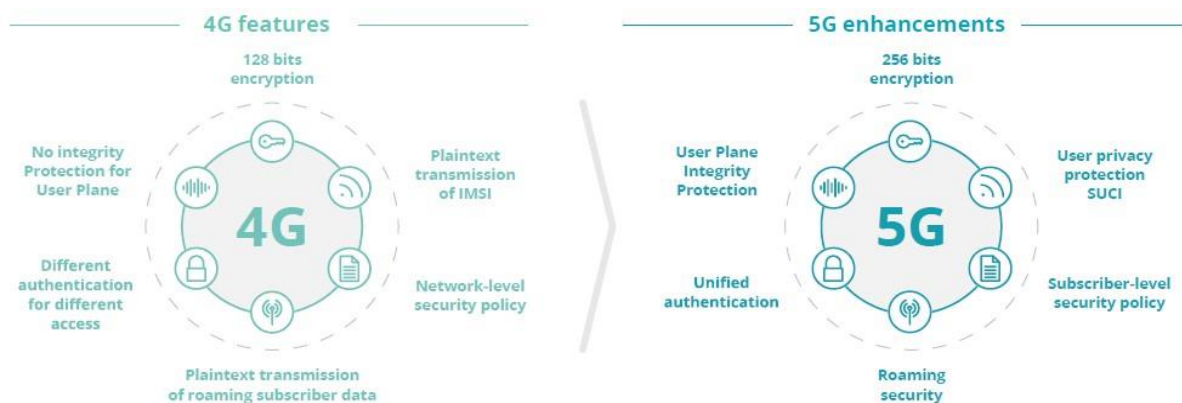 4G features
128 bits
encryption
No integrity
Protection for
User Plane
Plaintext
transmission
of IMSI
4G
Different
authentication
for different
access
Network-level
security policy
Plaintext transmission
of roaming subscriber data
5G enhancements
256 bits
encryption
User Plane
Integrity
Protection
User privacy
protection
SUCI
5G
Unified
authentication
Subscriber-level
security policy
Roaming
security